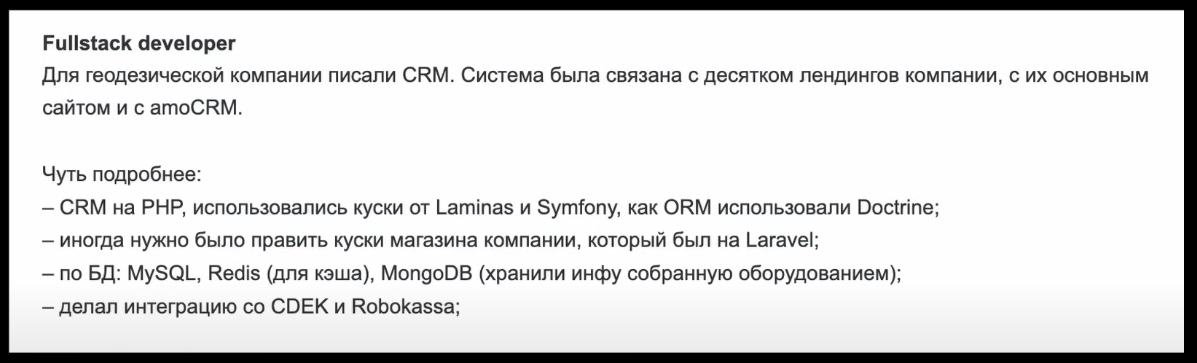 Fullstack developer
Для геодезической компании писали CRM. Система была связана с десятком лендингов компании, с их основным
сайтом и с amoCRM.
Чуть подробнее:
– CRM на PHP, использовались куски от Laminas и Symfony, как ORM использовали Doctrine;
– иногда нужно было править куски магазина компании, который был на Laravel;
– по БД: MySQL, Redis (для кэша), MongoDB (хранили инфу собранную оборудованием);
– делал интеграцию со CDEK и Robokassa;